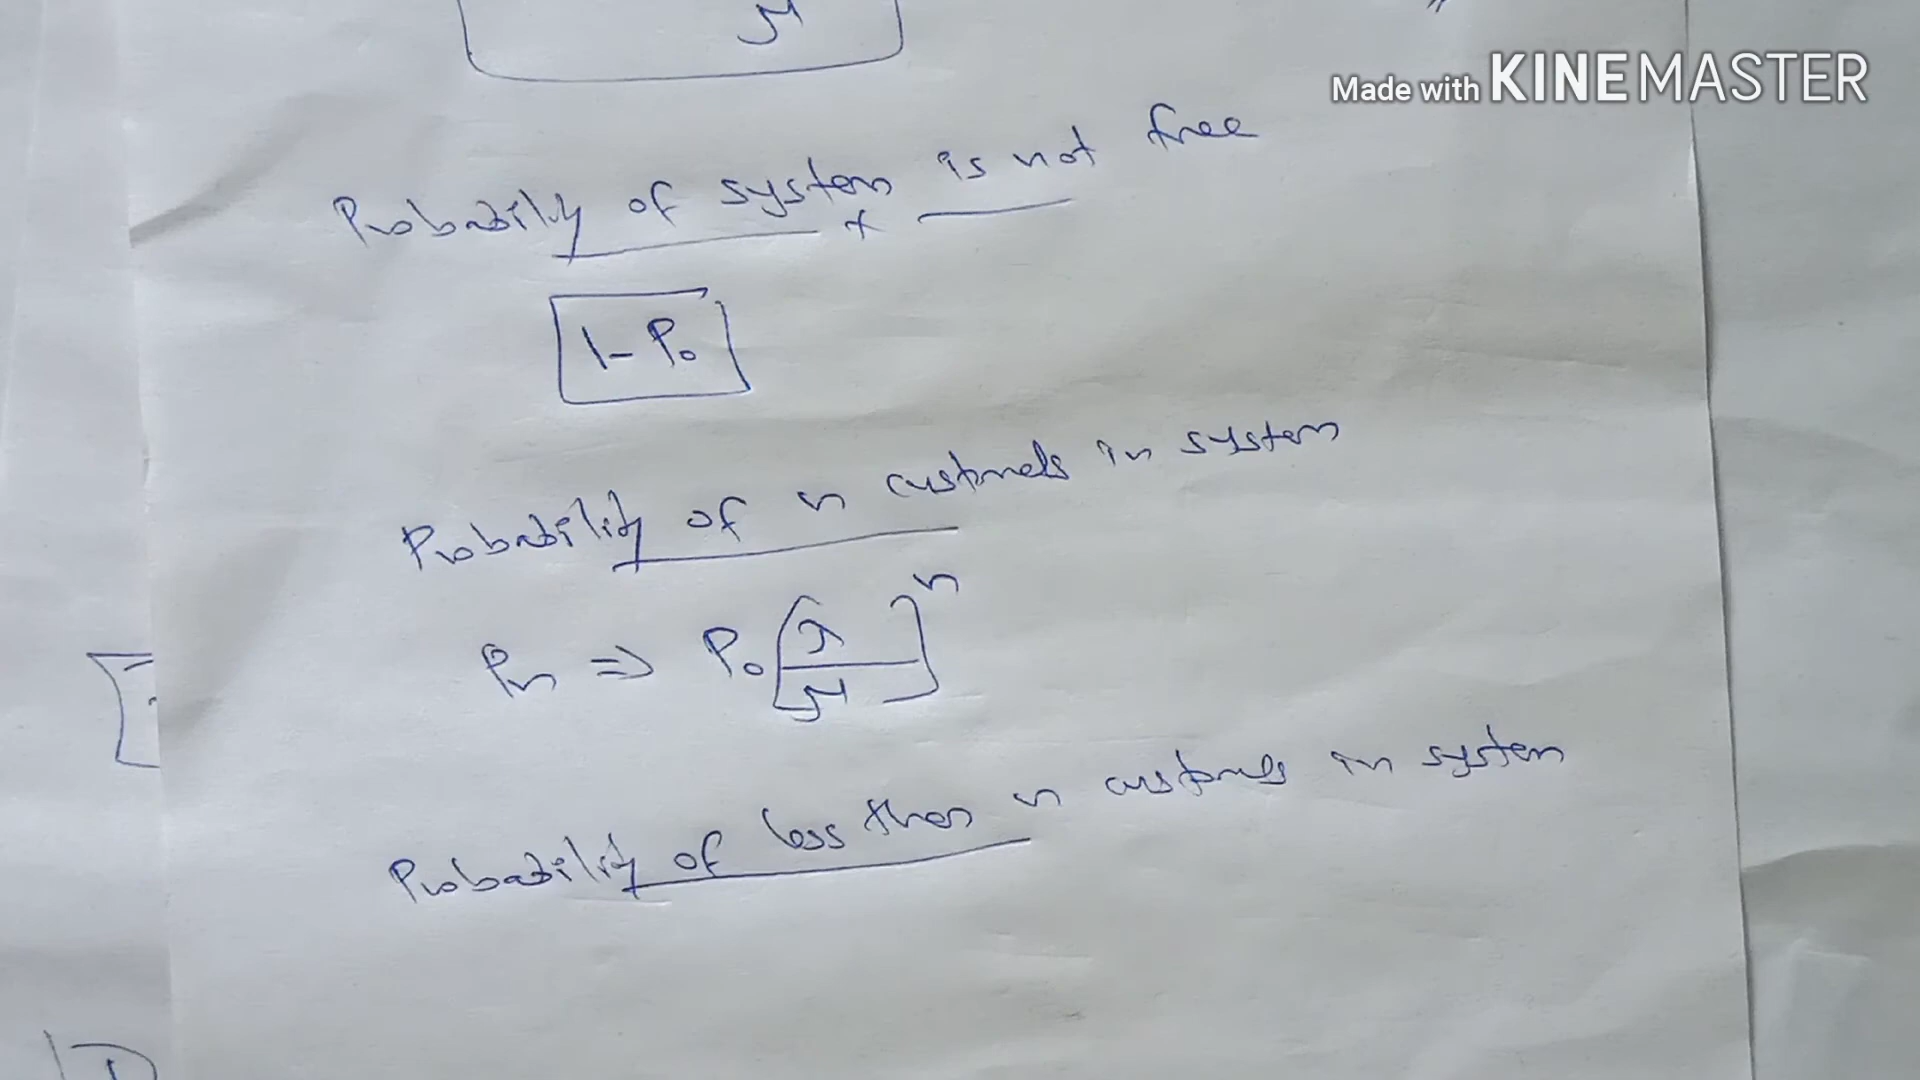 μ
Made with KINEMASTER
Probability of system is not free
1 - P₀
Probability of n customers in system
Pn ⇒ P₀ [λ/μ]ⁿ
Probability of less than n customers in system